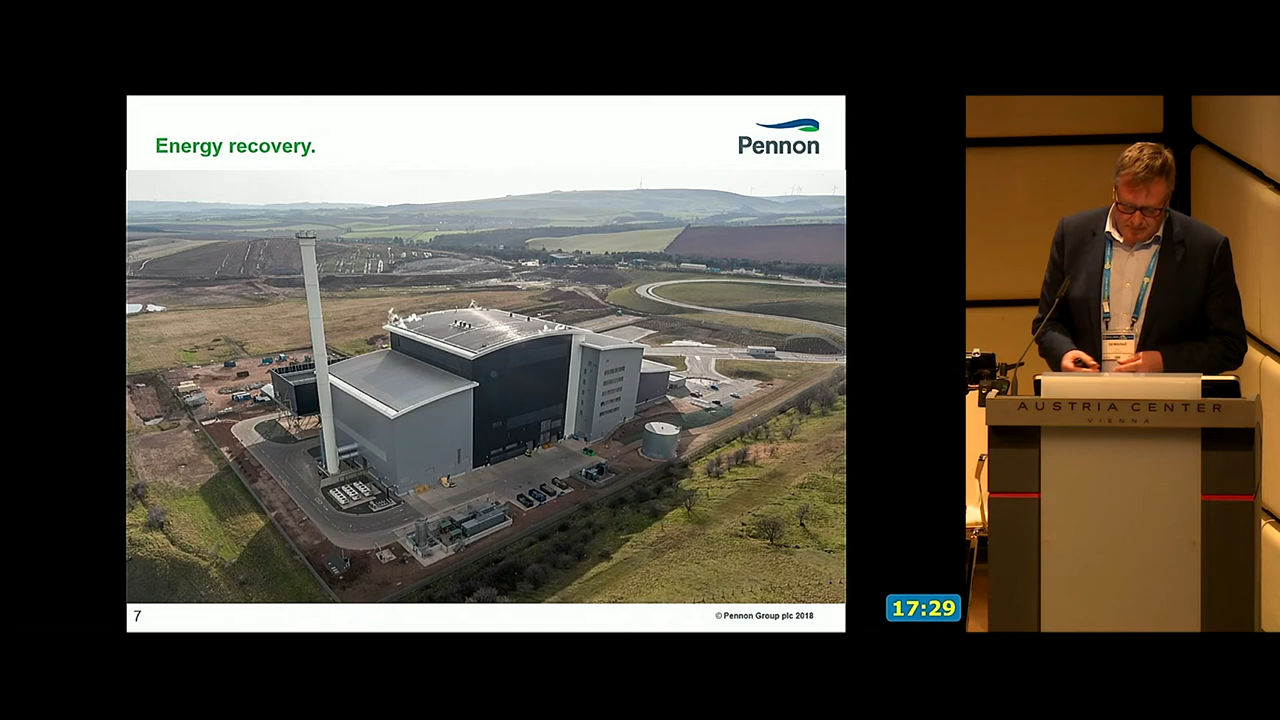 Energy recovery.
Pennon
7
© Pennon Group plc 2018
17:29
AUSTRIA CENTER
VIENNA